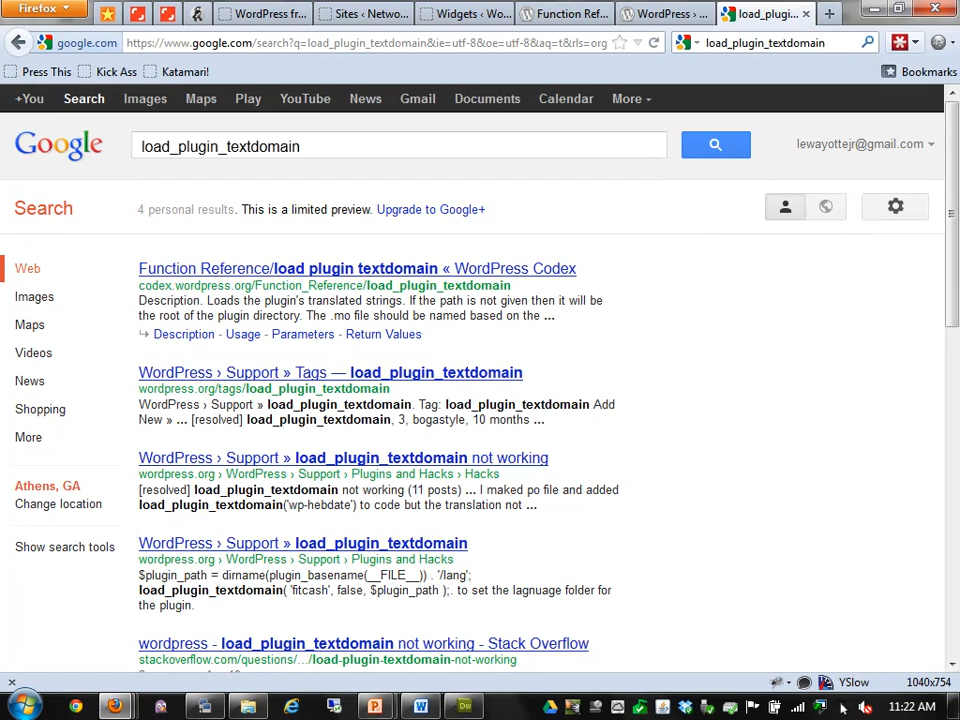 Firefox
WordPress fr...
Sites ‹ Netwo...
Widgets ‹ Wo...
Function Ref...
WordPress › ...
load_plugi...
google.com
https://www.google.com/search?q=load_plugin_textdomain&ie=utf-8&oe=utf-8&aq=t&rls=org
load_plugin_textdomain
Press This
Kick Ass
Katamari!
Bookmarks
+You
Search
Images
Maps
Play
YouTube
News
Gmail
Documents
Calendar
More
Google
load_plugin_textdomain
lewayottejr@gmail.com
Search
4 personal results. This is a limited preview. Upgrade to Google+
Web
Images
Maps
Videos
News
Shopping
More
Athens, GA
Change location
Show search tools
Function Reference/load plugin textdomain « WordPress Codex
codex.wordpress.org/Function_Reference/load_plugin_textdomain
Description. Loads the plugin's translated strings. If the path is not given then it will be
the root of the plugin directory. The .mo file should be named based on the ...
Description - Usage - Parameters - Return Values
WordPress › Support » Tags — load_plugin_textdomain
wordpress.org/tags/load_plugin_textdomain
WordPress › Support » load_plugin_textdomain. Tag: load_plugin_textdomain Add
New » ... [resolved] load_plugin_textdomain, 3, bogastyle, 10 months ...
WordPress › Support » load_plugin_textdomain not working
wordpress.org › WordPress › Support › Plugins and Hacks › Hacks
[resolved] load_plugin_textdomain not working (11 posts) ... I maked po file and added
load_plugin_textdomain('wp-hebdate') to code but the translation not ...
WordPress › Support » load_plugin_textdomain
wordpress.org › WordPress › Support › Plugins and Hacks
$plugin_path = dirname(plugin_basename(__FILE__)) . '/lang';
load_plugin_textdomain( 'fitcash', false, $plugin_path );. to set the lagnuage folder for
the plugin.
wordpress - load_plugin_textdomain not working - Stack Overflow
stackoverflow.com/questions/.../load-plugin-textdomain-not-working
YSlow
1040x754
11:22 AM